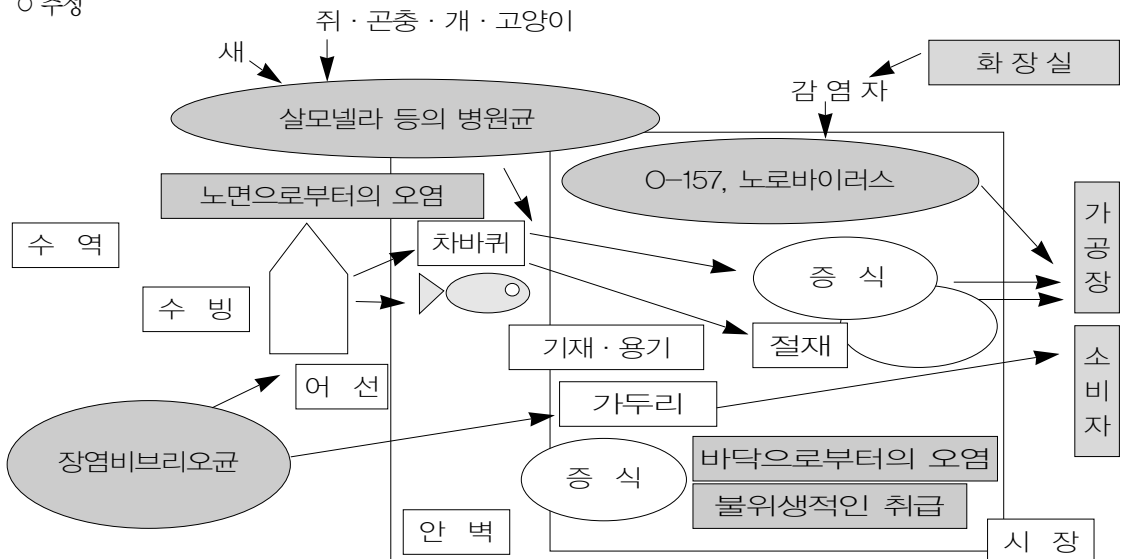 쥐 · 곤충 · 개 · 고양이
새
화 장 실
감 염 자
살모넬라 등의 병원균
O-157, 노로바이러스
노면으로부터의 오염
가공장
수 역
차바퀴
증 식
수 빙
기재 · 용기
절재
소비자
어 선
가두리
장염비브리오균
바닥으로부터의 오염
증 식
불위생적인 취급
안 벽
시 장